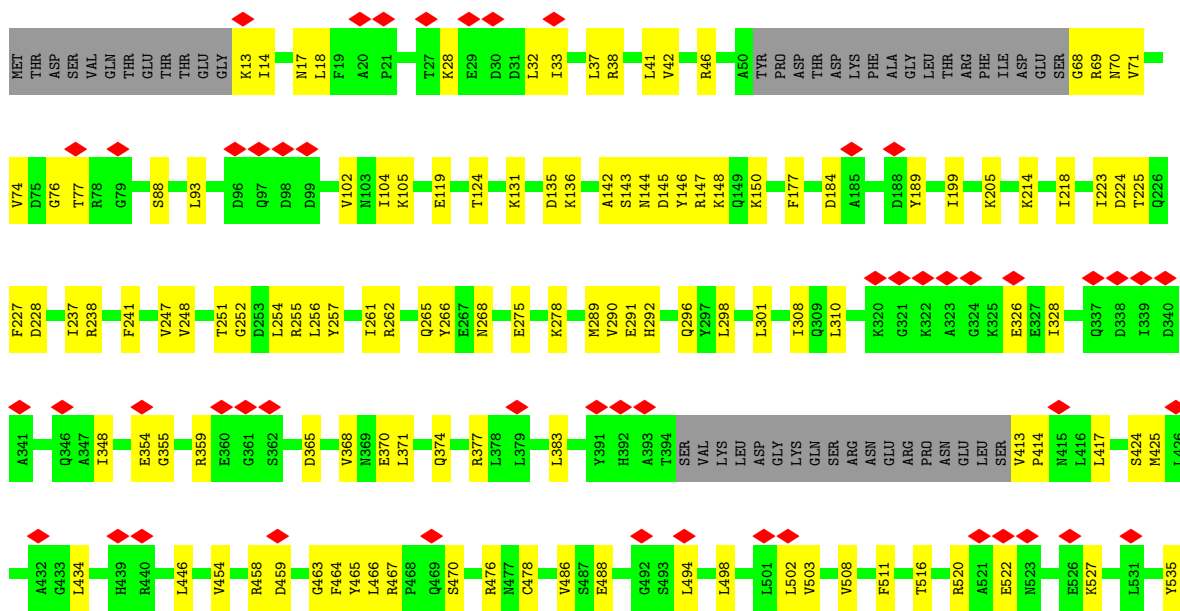 MET THR ASP SER VAL GLN THR GLU THR THR GLU GLY K13 I14 N17 L18 F19 A20 P21 T27 K28 E29 D30 D31 L32 I33 L37 R38 L41 V42 R46 A50 TYR PRO ASP THR ASP LYS PHE ALA GLY LEU THR ARG PHE ILE ASP GLU SER G68 R69 N70 V71
V74 D75 G76 T77 R78 G79 S88 L93 D96 Q97 D98 D99 V102 N103 I104 K105 E119 T124 K131 D135 K136 A142 S143 N144 D145 Y146 R147 K148 Q149 K150 F177 D184 A185 D188 Y189 I199 K205 K214 I218 I223 D224 T225 Q226
F227 D228 I237 R238 F241 V247 V248 T251 G252 D253 L254 R255 L256 Y257 I261 R262 Q265 Y266 E267 N268 E275 K278 M289 V290 E291 H292 Q296 Y297 L298 L301 I308 Q309 L310 K320 G321 K322 A323 G324 K325 E326 E327 I328 Q337 D338 I339 D340
A341 Q346 A347 I348 E354 G355 R359 E360 G361 S362 D365 V368 N369 E370 L371 Q374 R377 L378 L379 L383 Y391 H392 A393 T394 SER VAL LYS LEU ASP GLY LYS GLN SER ARG ASN GLU ARG PRO ASN GLU LEU SER V413 P414 N415 L416 L417 S424 M425 L426
A432 G433 L434 H439 R440 L446 V454 R458 D459 G463 F464 Y465 L466 R467 P468 Q469 S470 R476 N477 C478 V486 S487 E488 G492 S493 L494 L498 L501 L502 V503 V508 F511 T516 R520 A521 E522 N523 E526 K527 L531 Y535